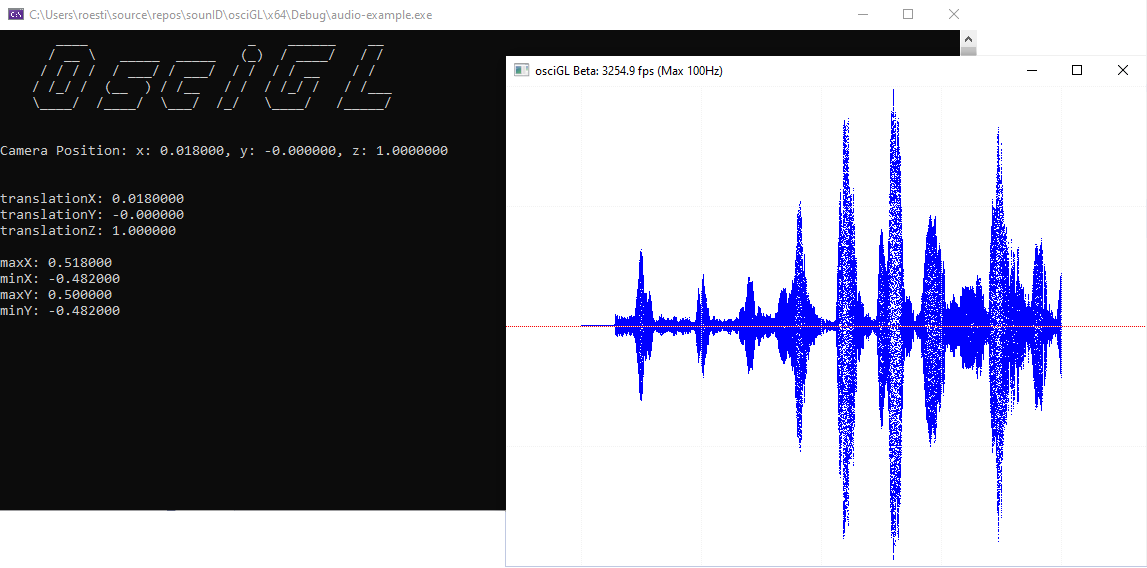 C:\Users\roesti\source\repos\sounID\osciGL\x64\Debug\audio-example.exe
OsciGL
osciGL Beta: 3254.9 fps (Max 100Hz)
Camera Position: x: 0.018000, y: -0.000000, z: 1.0000000
translationX: 0.0180000
translationY: -0.000000
translationZ: 1.000000
maxX: 0.518000
minX: -0.482000
maxY: 0.500000
minY: -0.482000